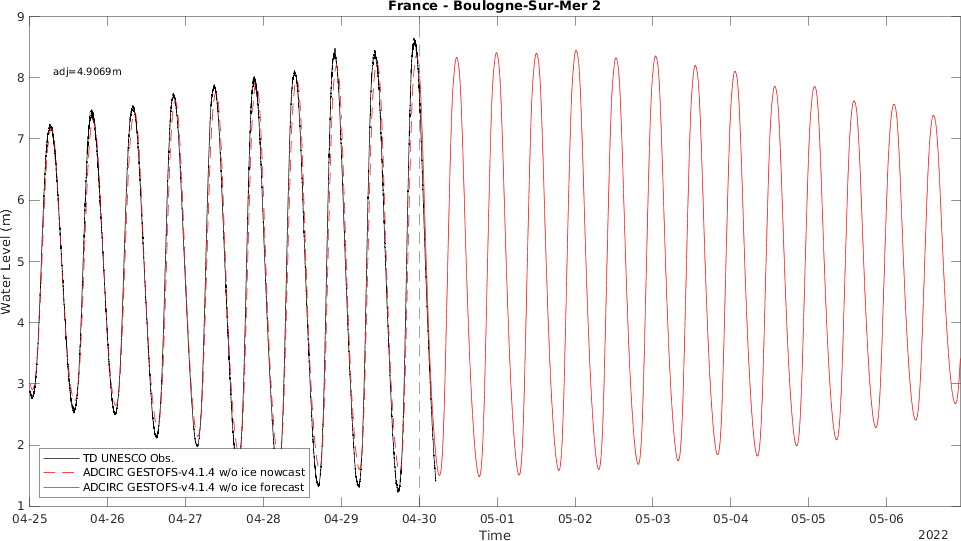 France - Boulogne-Sur-Mer 2
9
8
7
6
5
4
3
2
1
Water Level (m)
adj=4.9069m
TD UNESCO Obs.
ADCIRC GESTOFS-v4.1.4 w/o ice nowcast
ADCIRC GESTOFS-v4.1.4 w/o ice forecast
04-25 04-26 04-27 04-28 04-29 04-30 05-01 05-02 05-03 05-04 05-05 05-06
Time
2022